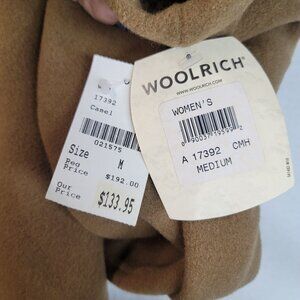 17392
Camel
021575
Size M
Reg
Price $192.00
Our
Price $133.95
WOOLRICH
WWW.WOOLRICH.COM
WOMEN'S
A 17392 CMH
MEDIUM